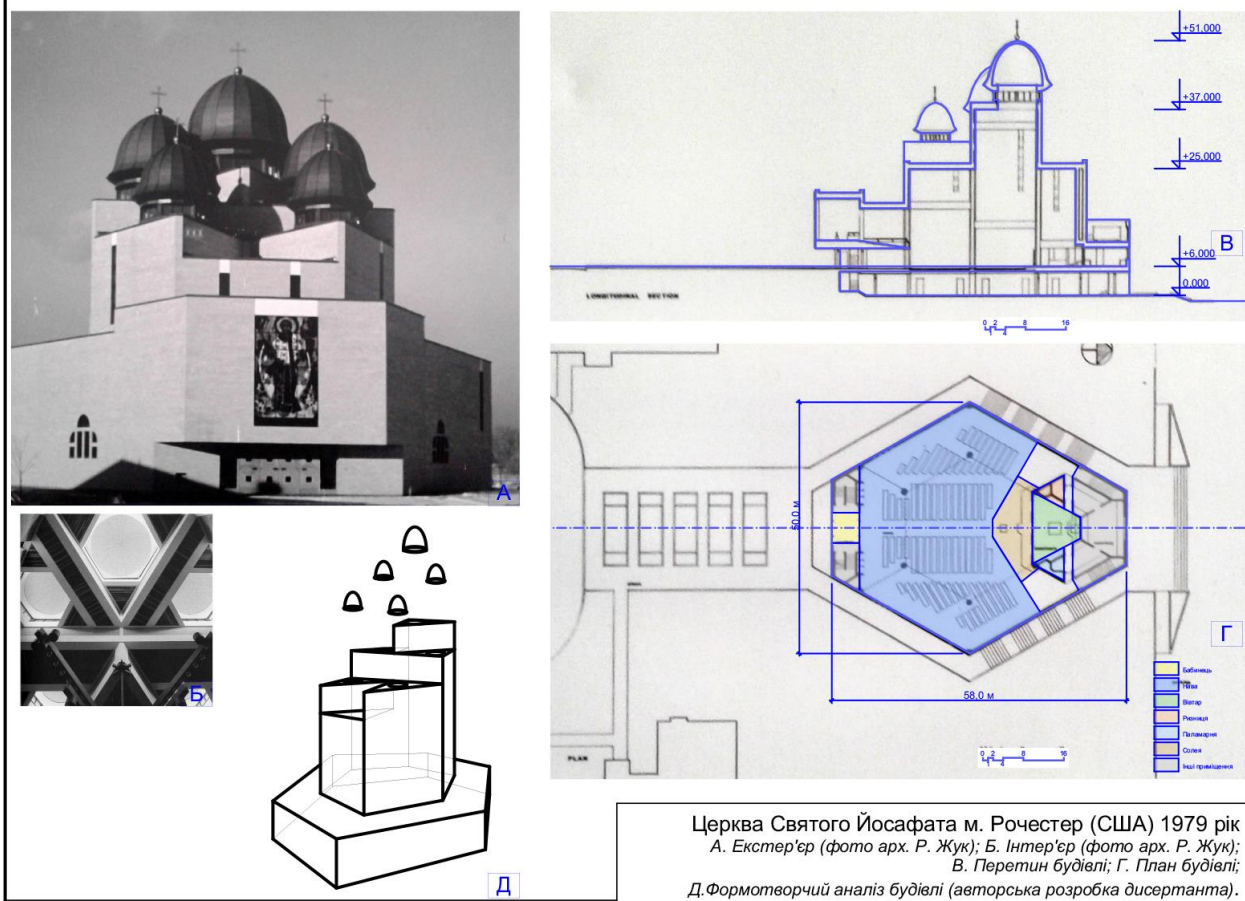 А
Б
+51.000
+37.000
+25.000
+6.000
0.000
В
LONGITUDINAL SECTION
0 2 8 16
1 4
50.0 м
58.0 м
Г
Бабинець
Нава
Вівтар
Ризниця
Паламарня
Солея
Інші приміщення
PLAN
0 2 8 16
1 4
Д
Церква Святого Йосафата м. Рочестер (США) 1979 рік
А. Екстер'єр (фото арх. Р. Жук); Б. Інтер'єр (фото арх. Р. Жук);
В. Перетин будівлі; Г. План будівлі;
Д.Формотворчий аналіз будівлі (авторська розробка дисертанта).